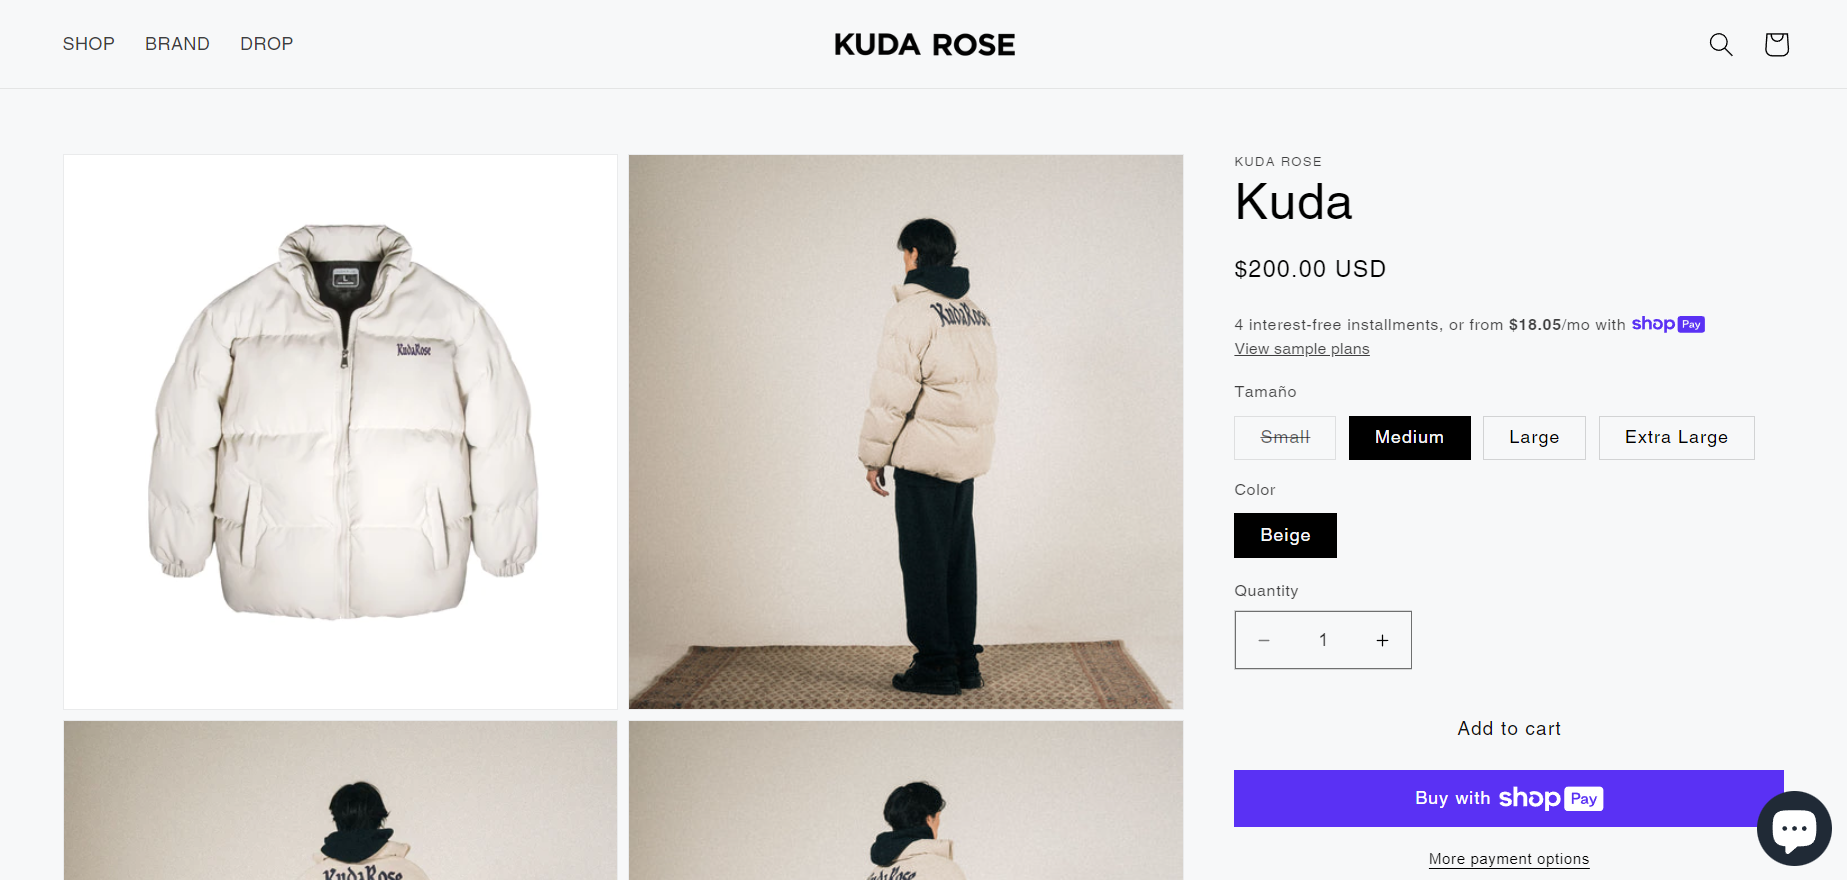 SHOP BRAND DROP
KUDA ROSE
L
KudaRose
KudaRose
KudaRose
KudaRose
KUDA ROSE
Kuda
$200.00 USD
4 interest-free installments, or from $18.05/mo with shop Pay
View sample plans
Tamaño
Small Medium Large Extra Large
Color
Beige
Quantity
− 1 +
Add to cart
Buy with shop Pay
More payment options